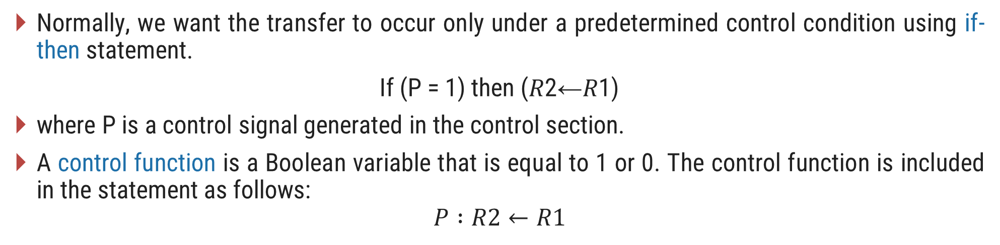 Normally, we want the transfer to occur only under a predetermined control condition using if-
then statement.
If (P = 1) then (R2←R1)
where P is a control signal generated in the control section.
A control function is a Boolean variable that is equal to 1 or 0. The control function is included
in the statement as follows:
P : R2 ← R1